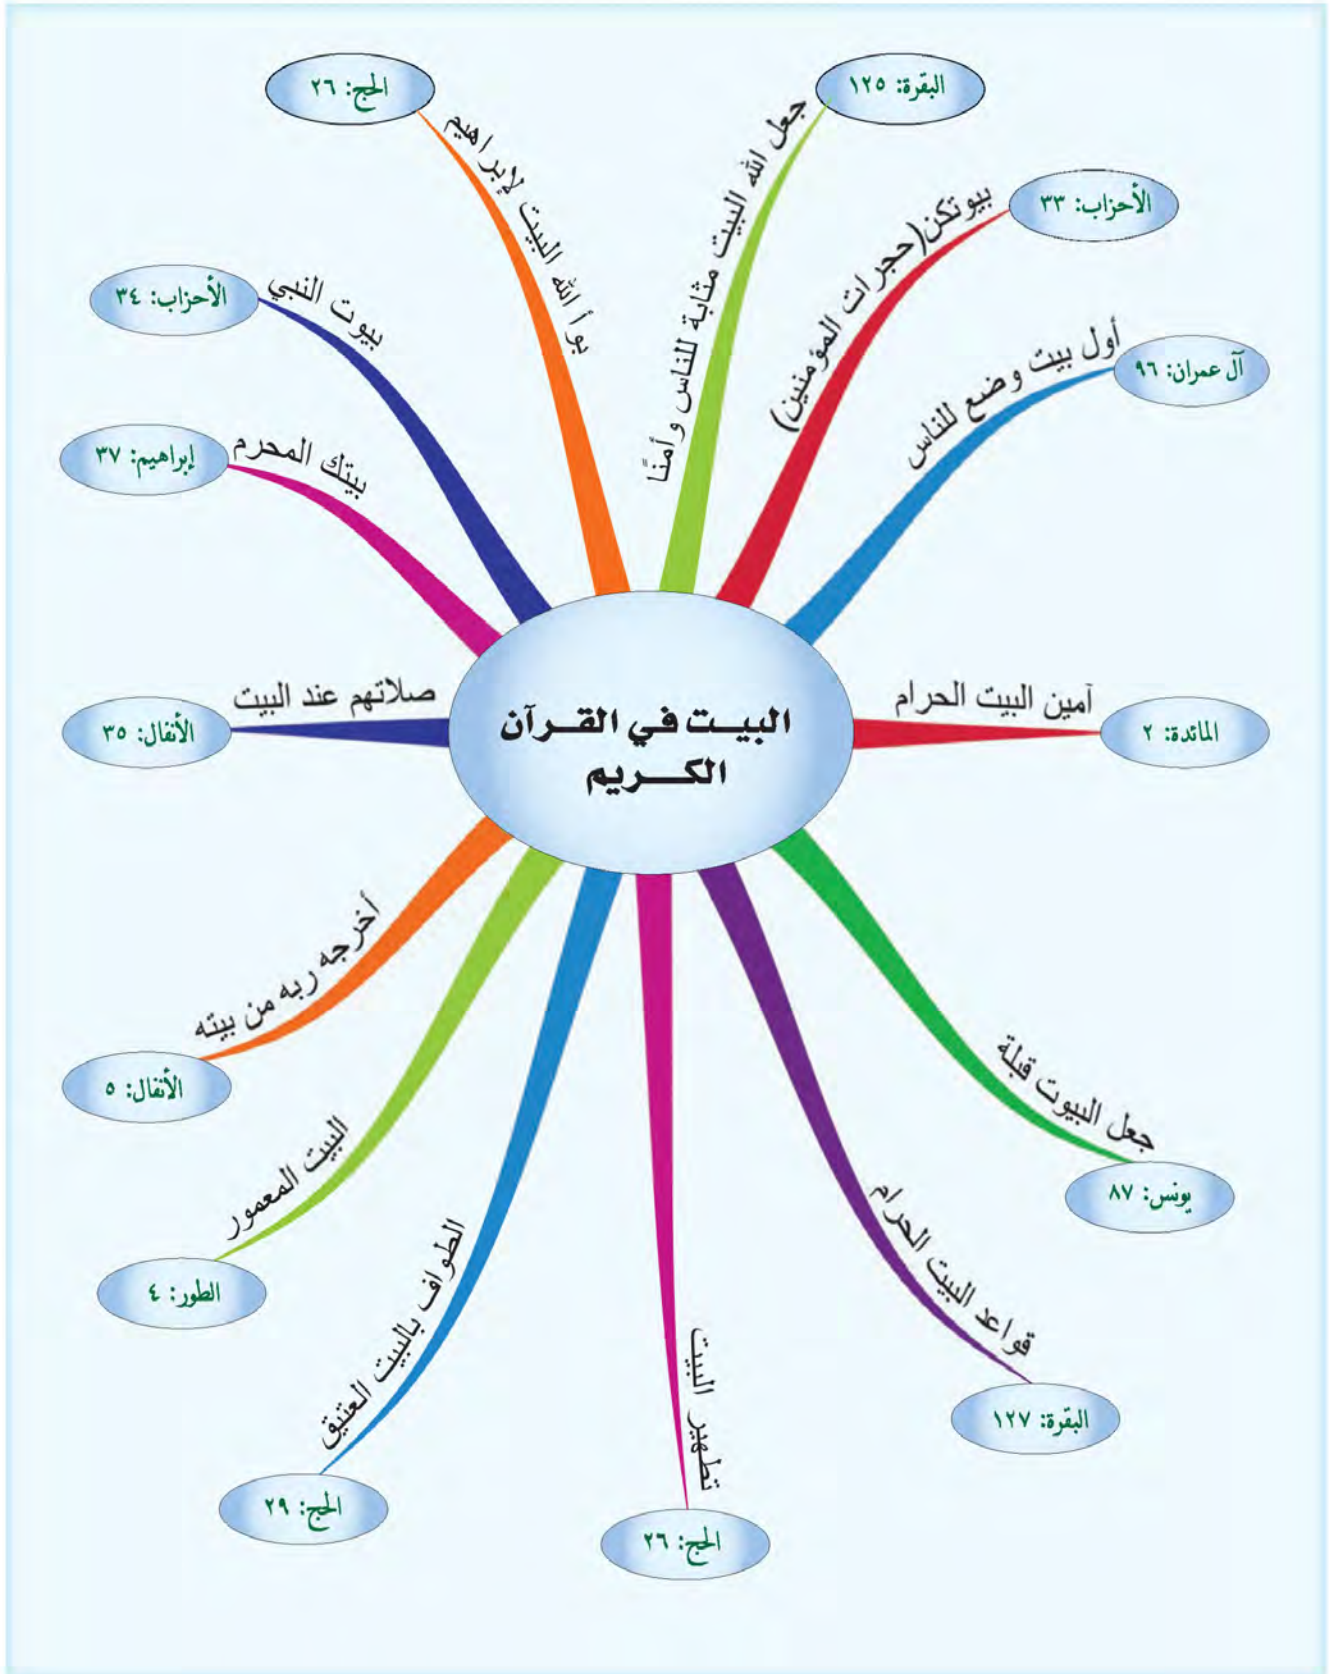 البيت في القرآن
الكريم
البقرة: ١٢٥
جعل الله البيت مثابة للناس وأمنًا
الأحزاب: ٣٣
بيوتكن(حجرات المؤمنين)
آل عمران: ٩٦
أول بيت وضع للناس
المائدة: ٢
آمين البيت الحرام
يونس: ٨٧
جعل البيوت قبلة
البقرة: ١٢٧
قواعد البيت الحرام
الحج: ٢٦
تطهير البيت
الحج: ٢٩
الطواف بالبيت العتيق
الطور: ٤
البيت المعمور
الأنفال: ٥
أخرجه ربه من بيته
الأنفال: ٣٥
صلاتهم عند البيت
إبراهيم: ٣٧
بيتك المحرم
الأحزاب: ٣٤
بيوت النبي
الحج: ٢٦
بوأ الله البيت لإبراهيم